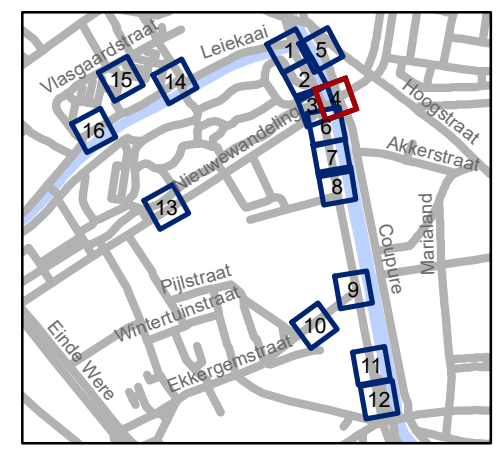 Vlasgaardstraat
Leiekaai
1
5
15
14
2
Hoogstraat
3
4
16
6
Nieuwewandeling
Akkerstraat
7
8
13
Marialand
Coupure
Pijlstraat
9
Wintertuinstraat
10
Einde Were
Ekkergemstraat
11
12